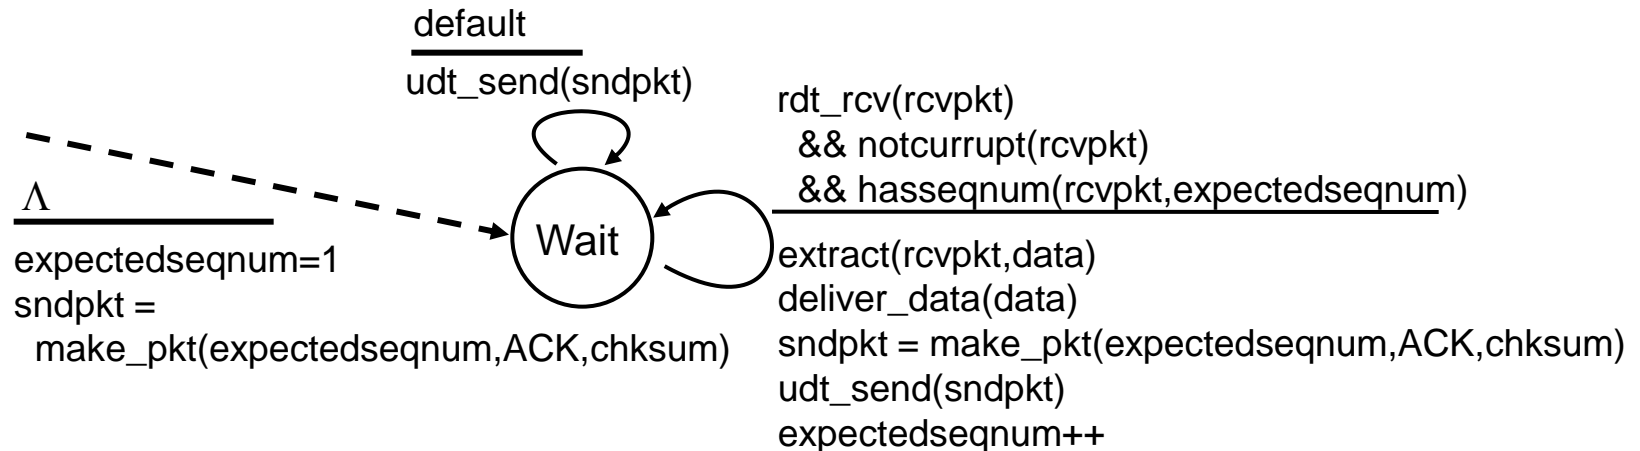 default
udt_send(sndpkt)
rdt_rcv(rcvpkt)
&& notcurrupt(rcvpkt)
&& hasseqnum(rcvpkt,expectedseqnum)
Λ
expectedseqnum=1
sndpkt =
make_pkt(expectedseqnum,ACK,chksum)
Wait
extract(rcvpkt,data)
deliver_data(data)
sndpkt = make_pkt(expectedseqnum,ACK,chksum)
udt_send(sndpkt)
expectedseqnum++